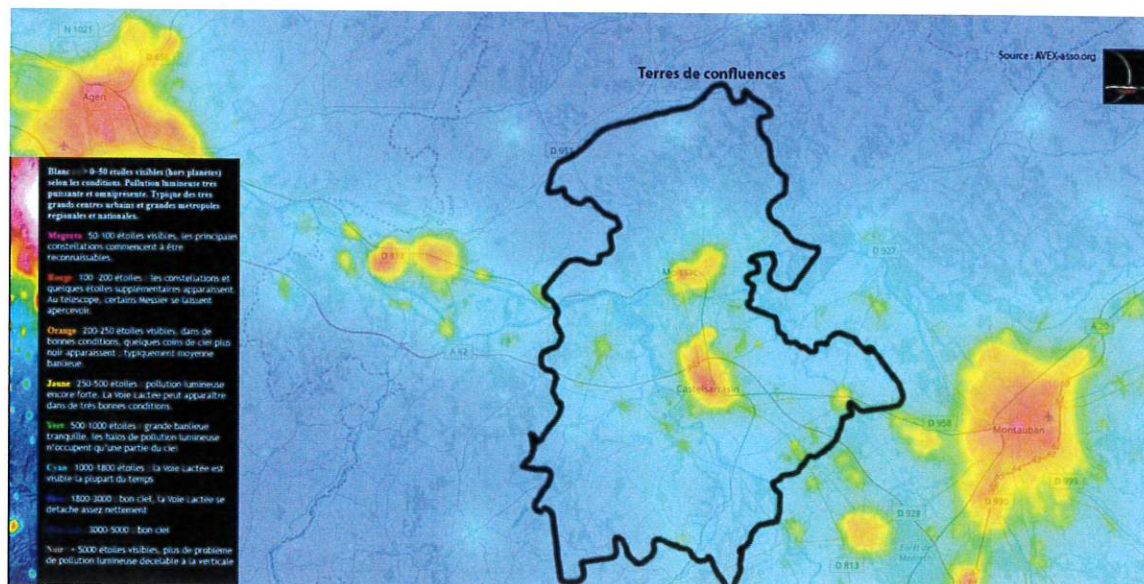 N 1021
D 656
Agen
Source : AVEX-asso.org
Terres de confluences
D 953
D 813
Moissac
D 927
A 62
Castelsarrasin
A 20
D 958
Montauban
D 999
D 930
D 928
D 813
Forêt de
Blanc : 0-50 étoiles visibles (hors planètes)
selon les conditions. Pollution lumineuse très
puissante et omniprésente. Typique des très
grands centres urbains et grandes métropoles
régionales et nationales.
Magenta 50-100 étoiles visibles, les principales
constellations commencent à être
reconnaissables.
Rouge 100 -200 étoiles : les constellations et
quelques étoiles supplémentaires apparaissent.
Au télescope, certains Messier se laissent
apercevoir.
Orange 200-250 étoiles visibles, dans de
bonnes conditions, quelques coins de ciel plus
noir apparaissent ; typiquement moyenne
banlieue.
Jaune 250-500 étoiles : pollution lumineuse
encore forte. La Voie Lactée peut apparaître
dans de très bonnes conditions.
Vert 500-1000 étoiles : grande banlieue
tranquille, les halos de pollution lumineuse
n'occupent qu'une partie du ciel
Cyan 1000-1800 étoiles : la Voie Lactée est
visible la plupart du temps
1800-3000 : bon ciel, la Voie Lactée se
détache assez nettement
3000-5000 : bon ciel
Noir : + 5000 étoiles visibles, plus de problème
de pollution lumineuse décelable à la verticale